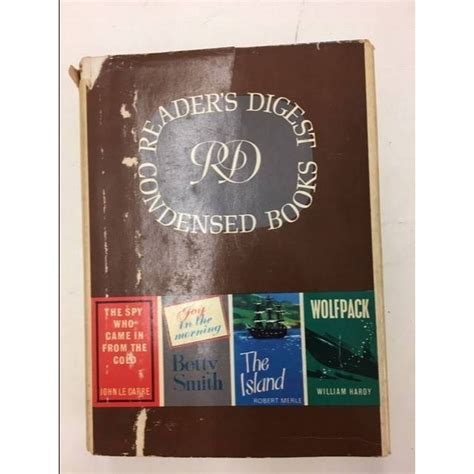 READER'S DIGEST
RD
CONDENSED BOOKS
THE SPY
WHO
CAME IN
FROM THE
COLD
JOHN LE CARRE
Joy
in the
morning
Betty
Smith
The
Island
ROBERT MERLE
WOLFPACK
WILLIAM HARDY